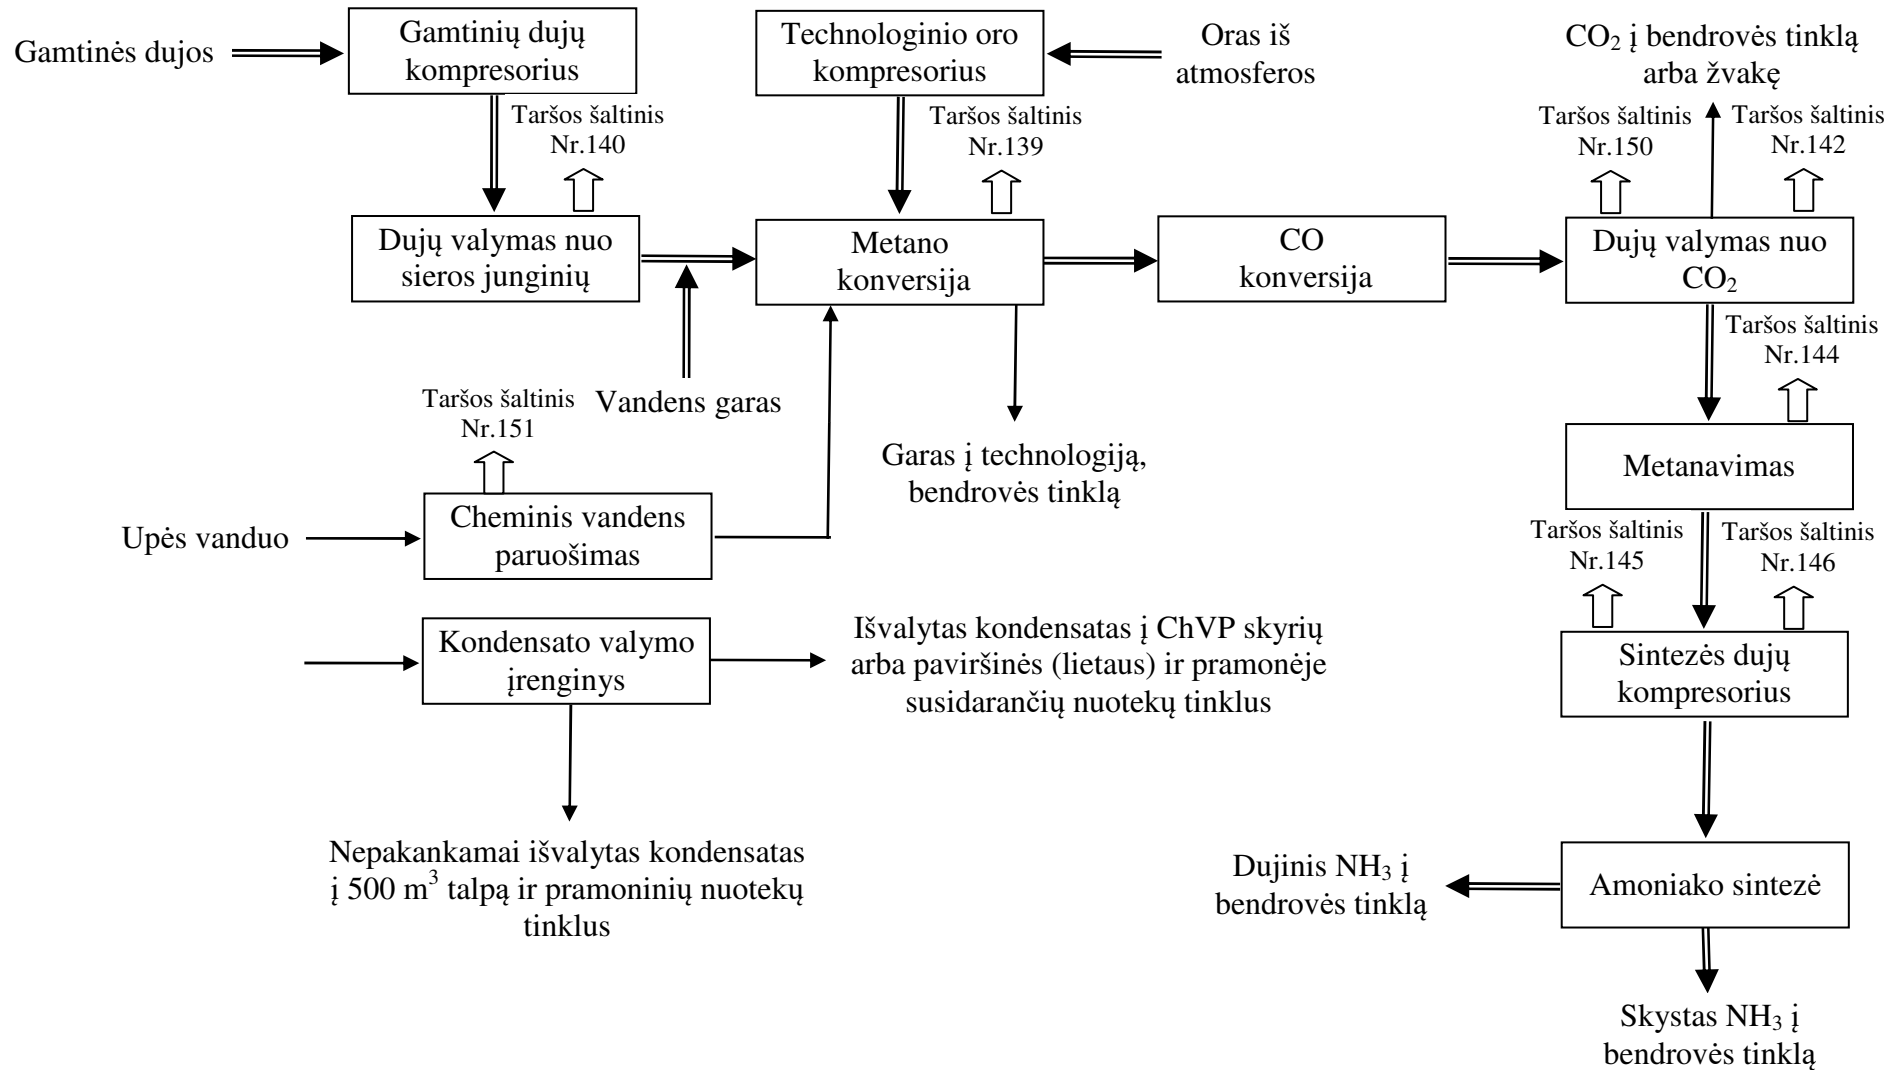 Gamtinės dujos
Gamtinių dujų
kompresorius
Technologinio oro
kompresorius
Oras iš
atmosferos
CO₂ į bendrovės tinklą
arba žvakę
Taršos šaltinis
Nr.140
Taršos šaltinis
Nr.139
Taršos šaltinis
Nr.150
Taršos šaltinis
Nr.142
Dujų valymas nuo
sieros junginių
Metano
konversija
CO
konversija
Dujų valymas nuo
CO₂
Taršos šaltinis
Nr.144
Taršos šaltinis
Nr.151
Vandens garas
Garas į technologiją,
bendrovės tinklą
Metanavimas
Upės vanduo
Cheminis vandens
paruošimas
Taršos šaltinis
Nr.145
Taršos šaltinis
Nr.146
Kondensato valymo
įrenginys
Išvalytas kondensatas į ChVP skyrių
arba paviršinės (lietaus) ir pramonėje
susidarančių nuotekų tinklus
Sintezės dujų
kompresorius
Nepakankamai išvalytas kondensatas
į 500 m³ talpą ir pramoninių nuotekų
tinklus
Dujinis NH₃ į
bendrovės tinklą
Amoniako sintezė
Skystas NH₃ į
bendrovės tinklą